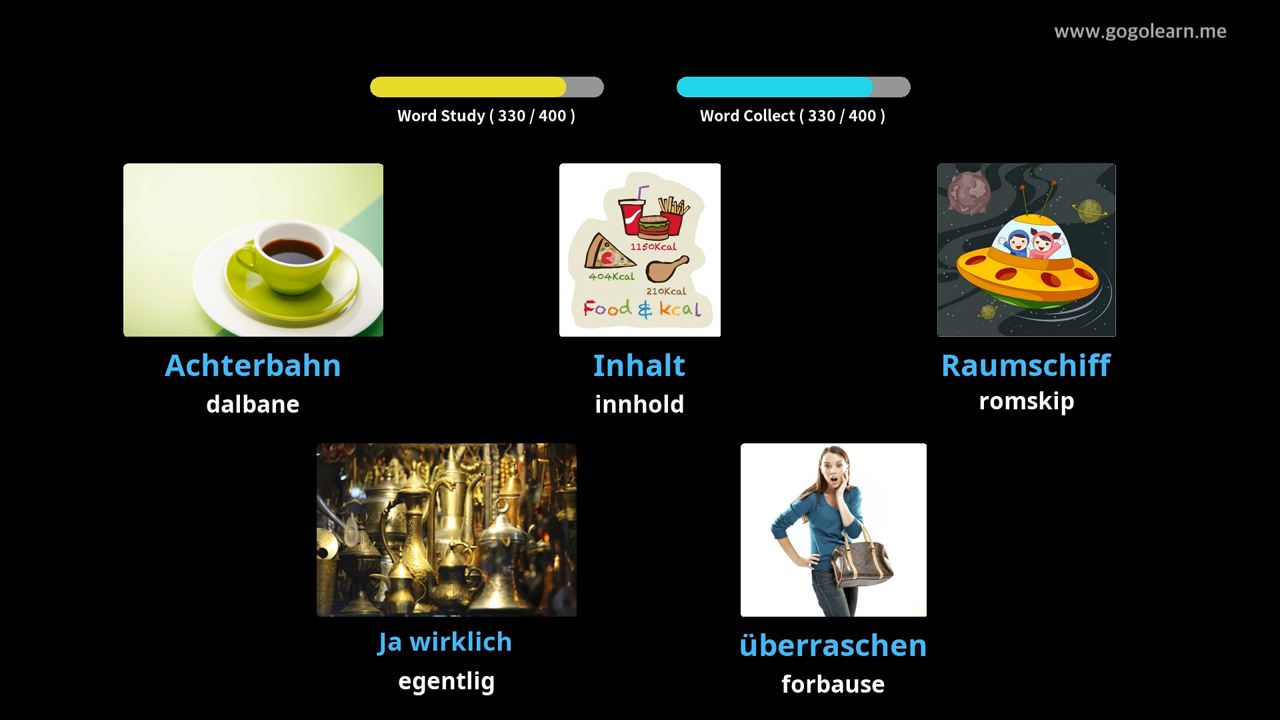 www.gogolearn.me
Word Study ( 330 / 400 )
Word Collect ( 330 / 400 )
1150Kcal
404Kcal
210Kcal
Food & kcal
Achterbahn
dalbane
Inhalt
innhold
Raumschiff
romskip
Ja wirklich
egentlig
überraschen
forbause